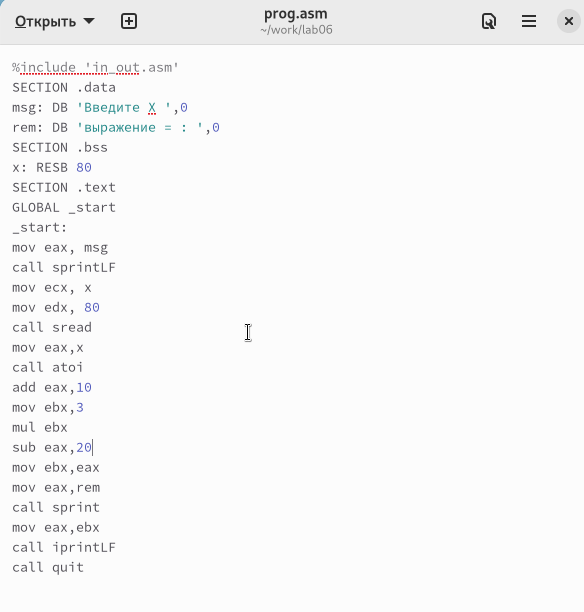 Открыть
prog.asm
~/work/lab06
%include 'in_out.asm'
SECTION .data
msg: DB 'Введите X ',0
rem: DB 'выражение = : ',0
SECTION .bss
x: RESB 80
SECTION .text
GLOBAL _start
_start:
mov eax, msg
call sprintLF
mov ecx, x
mov edx, 80
call sread
mov eax,x
call atoi
add eax,10
mov ebx,3
mul ebx
sub eax,20
mov ebx,eax
mov eax,rem
call sprint
mov eax,ebx
call iprintLF
call quit